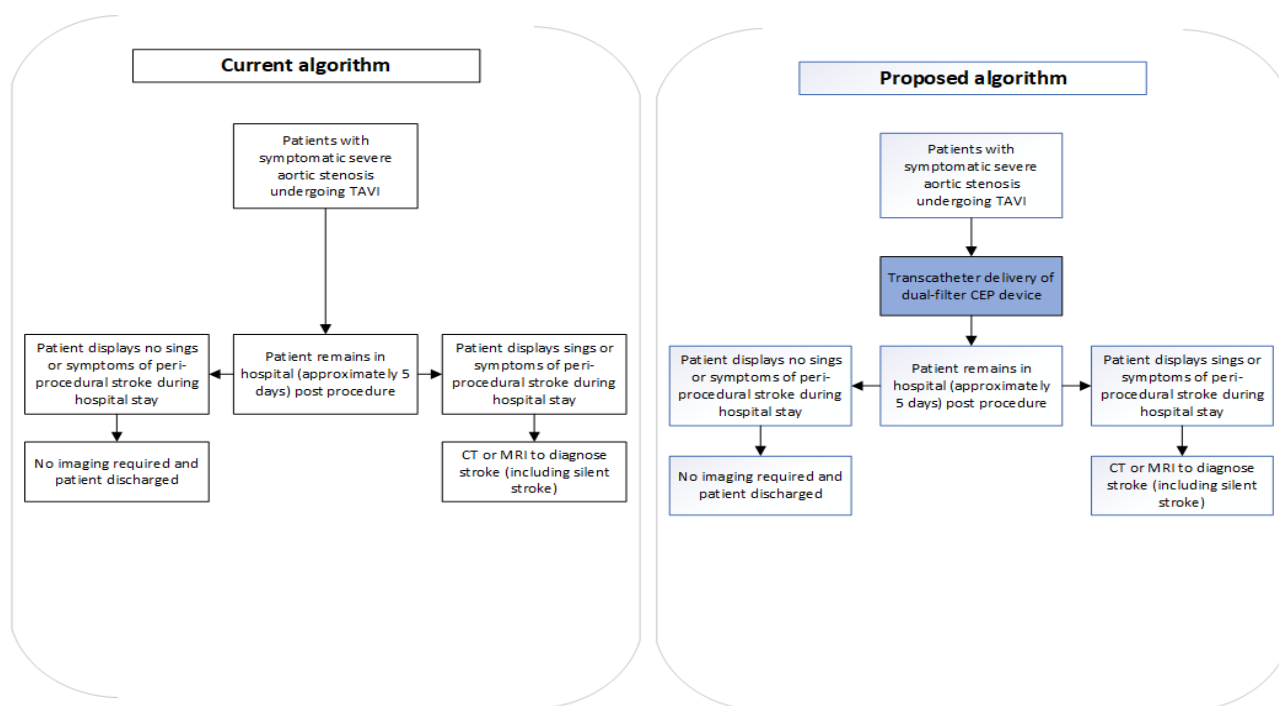 Current algorithm
Patients with
symptomatic severe
aortic stenosis
undergoing TAVI
Patient displays no sings
or symptoms of peri-
procedural stroke during
hospital stay
Patient remains in
hospital (approximately 5
days) post procedure
Patient displays sings or
symptoms of peri-
procedural stroke during
hospital stay
No imaging required and
patient discharged
CT or MRI to diagnose
stroke (including silent
stroke)
Proposed algorithm
Patients with
symptomatic severe
aortic stenosis
undergoing TAVI
Transcatheter delivery of
dual-filter CEP device
Patient displays no sings
or symptoms of peri-
procedural stroke during
hospital stay
Patient remains in
hospital (approximately
5 days) post procedure
Patient displays sings or
symptoms of peri-
procedural stroke during
hospital stay
No imaging required and
patient discharged
CT or MRI to diagnose
stroke (including silent
stroke)